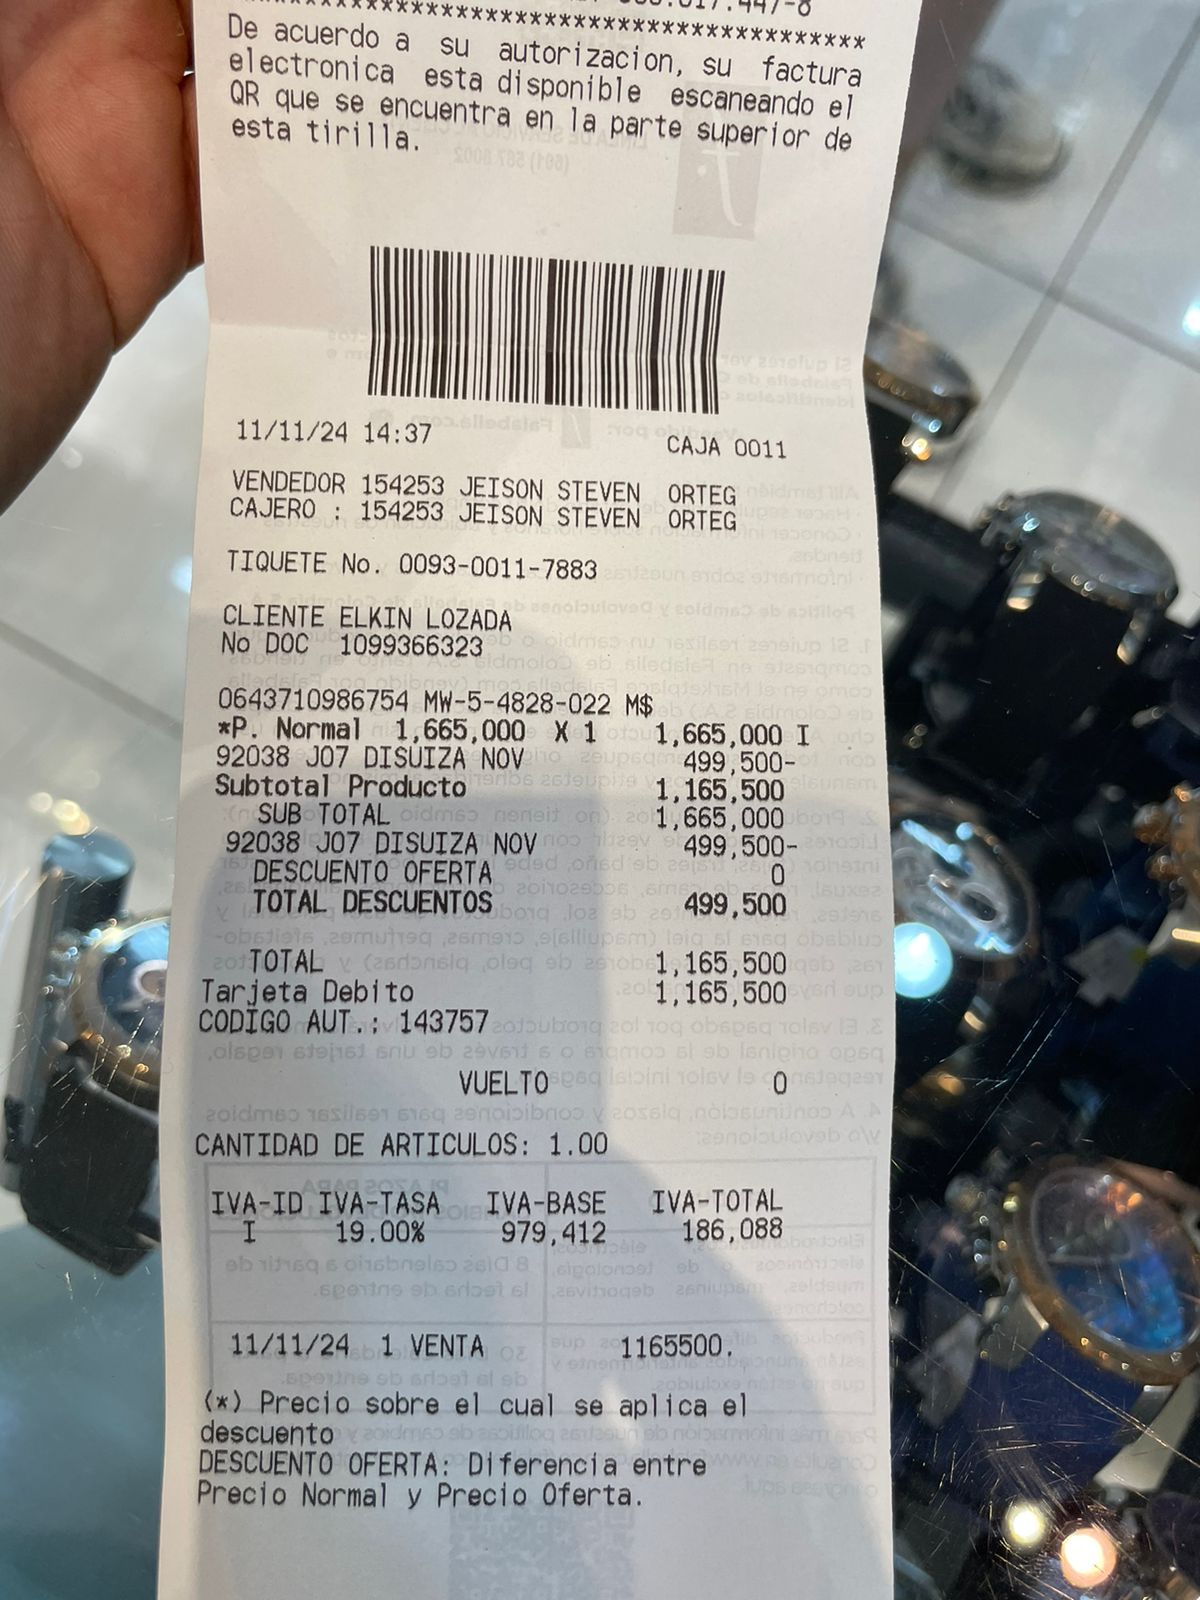 *******************************************
De acuerdo a su autorizacion, su factura
electronica esta disponible escaneando el
QR que se encuentra en la parte superior de
esta tirilla.
11/11/24 14:37 CAJA 0011
VENDEDOR 154253 JEISON STEVEN ORTEG
CAJERO : 154253 JEISON STEVEN ORTEG
TIQUETE No. 0093-0011-7883
CLIENTE ELKIN LOZADA
No DOC 1099366323
0643710986754 MW-5-4828-022 M$
*P. Normal 1,665,000 X 1 1,665,000 I
92038 J07 DISUIZA NOV 499,500-
Subtotal Producto 1,165,500
SUB TOTAL 1,665,000
92038 J07 DISUIZA NOV 499,500-
DESCUENTO OFERTA 0
TOTAL DESCUENTOS 499,500
TOTAL 1,165,500
Tarjeta Debito 1,165,500
CODIGO AUT.: 143757
VUELTO 0
CANTIDAD DE ARTICULOS: 1.00
IVA-ID IVA-TASA IVA-BASE IVA-TOTAL
I 19.00% 979,412 186,088
11/11/24 1 VENTA 1165500.
(*) Precio sobre el cual se aplica el
descuento
DESCUENTO OFERTA: Diferencia entre
Precio Normal y Precio Oferta.